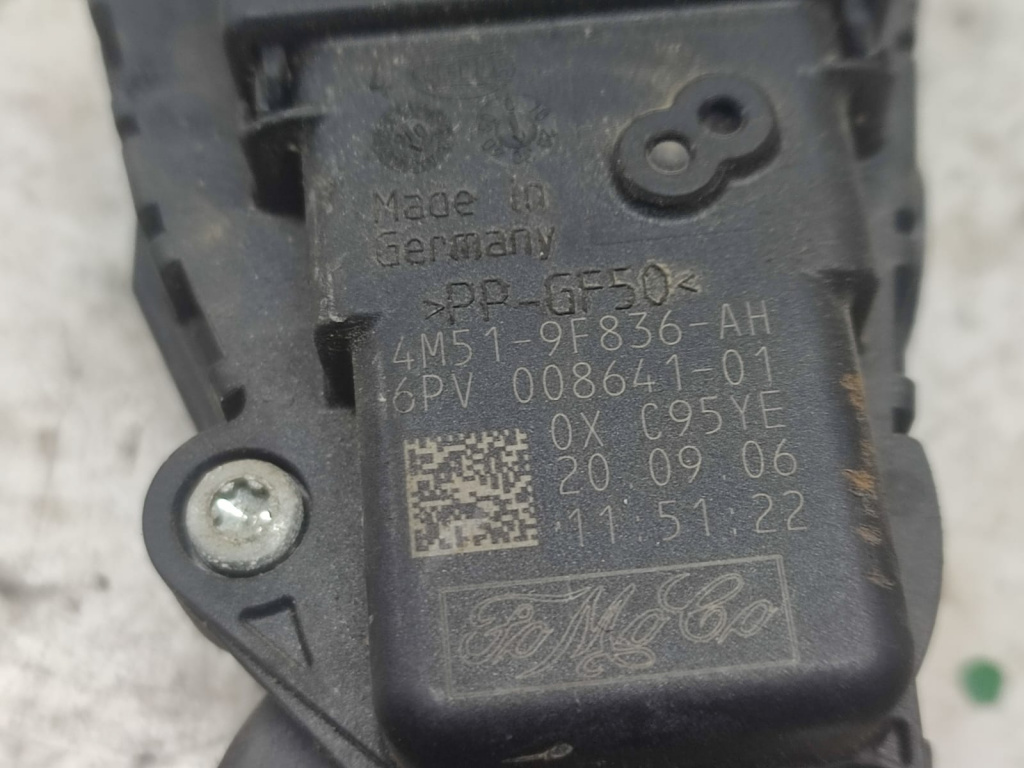 Made in
Germany
>PP-GF50<
4M51-9F836-AH
6PV 008641-01
0X C95YE
20.09.06
11:51:22
FoMoCo